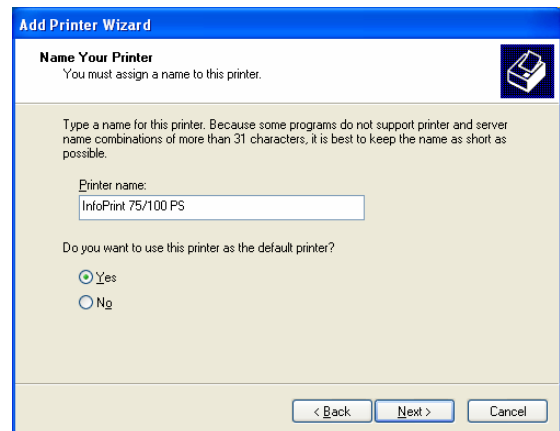 Add Printer Wizard
Name Your Printer
You must assign a name to this printer.
Type a name for this printer. Because some programs do not support printer and server
name combinations of more than 31 characters, it is best to keep the name as short as
possible.
Printer name:
InfoPrint 75/100 PS
Do you want to use this printer as the default printer?
Yes
No
< Back
Next >
Cancel